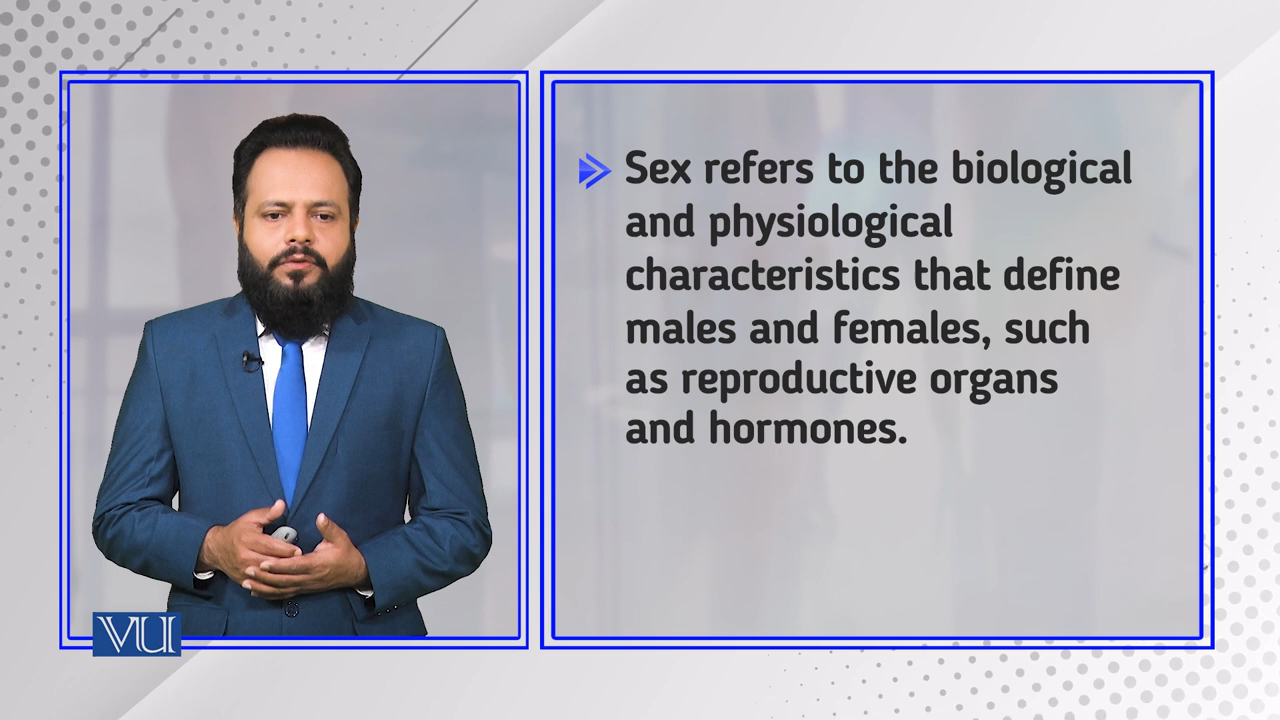 Sex refers to the biological
and physiological
characteristics that define
males and females, such
as reproductive organs
and hormones.
VU